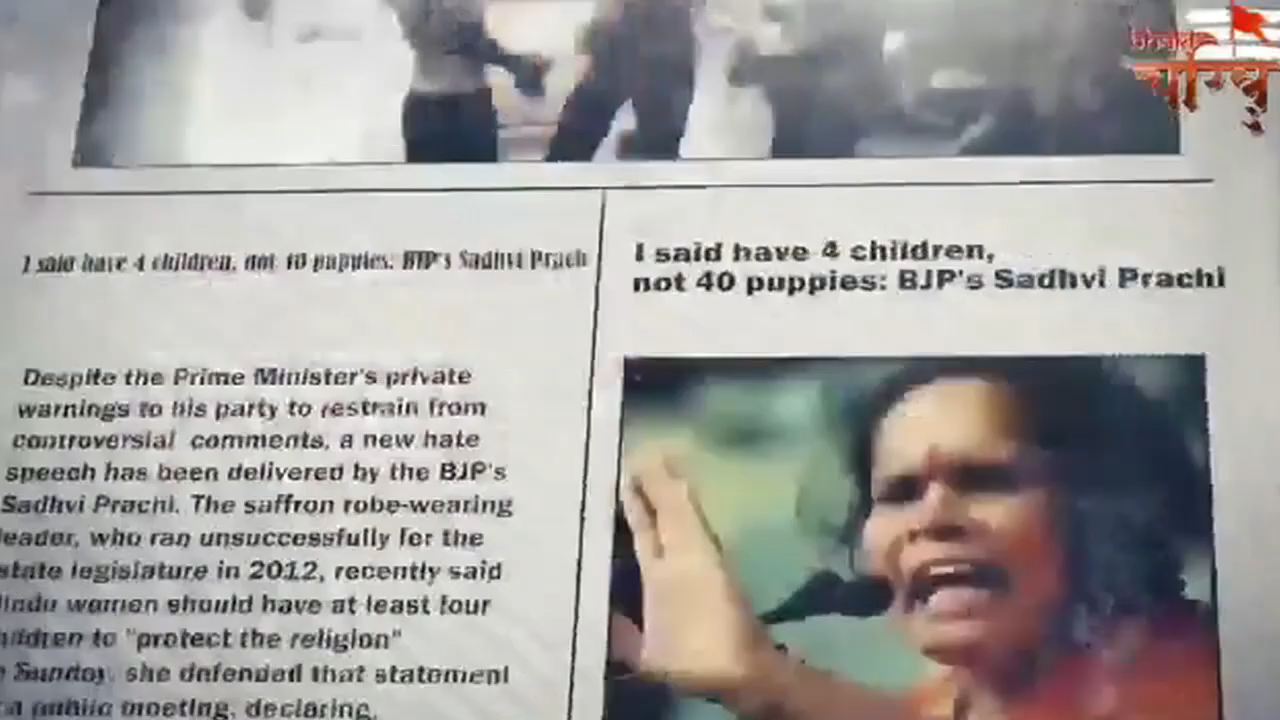 bhakti
चरित्र
I said have 4 children, not 40 puppies: BJP's Sadhvi Prach
I said have 4 children,
not 40 puppies: BJP's Sadhvi Prachi
Despite the Prime Minister's private
warnings to his party to restrain from
controversial comments, a new hate
speech has been delivered by the BJP's
Sadhvi Prachi. The saffron robe-wearing
leader, who ran unsuccessfully for the
state legislature in 2012, recently said
Hindu women should have at least four
children to "protect the religion"
Sunday, she defended that statement
a public meeting, declaring,